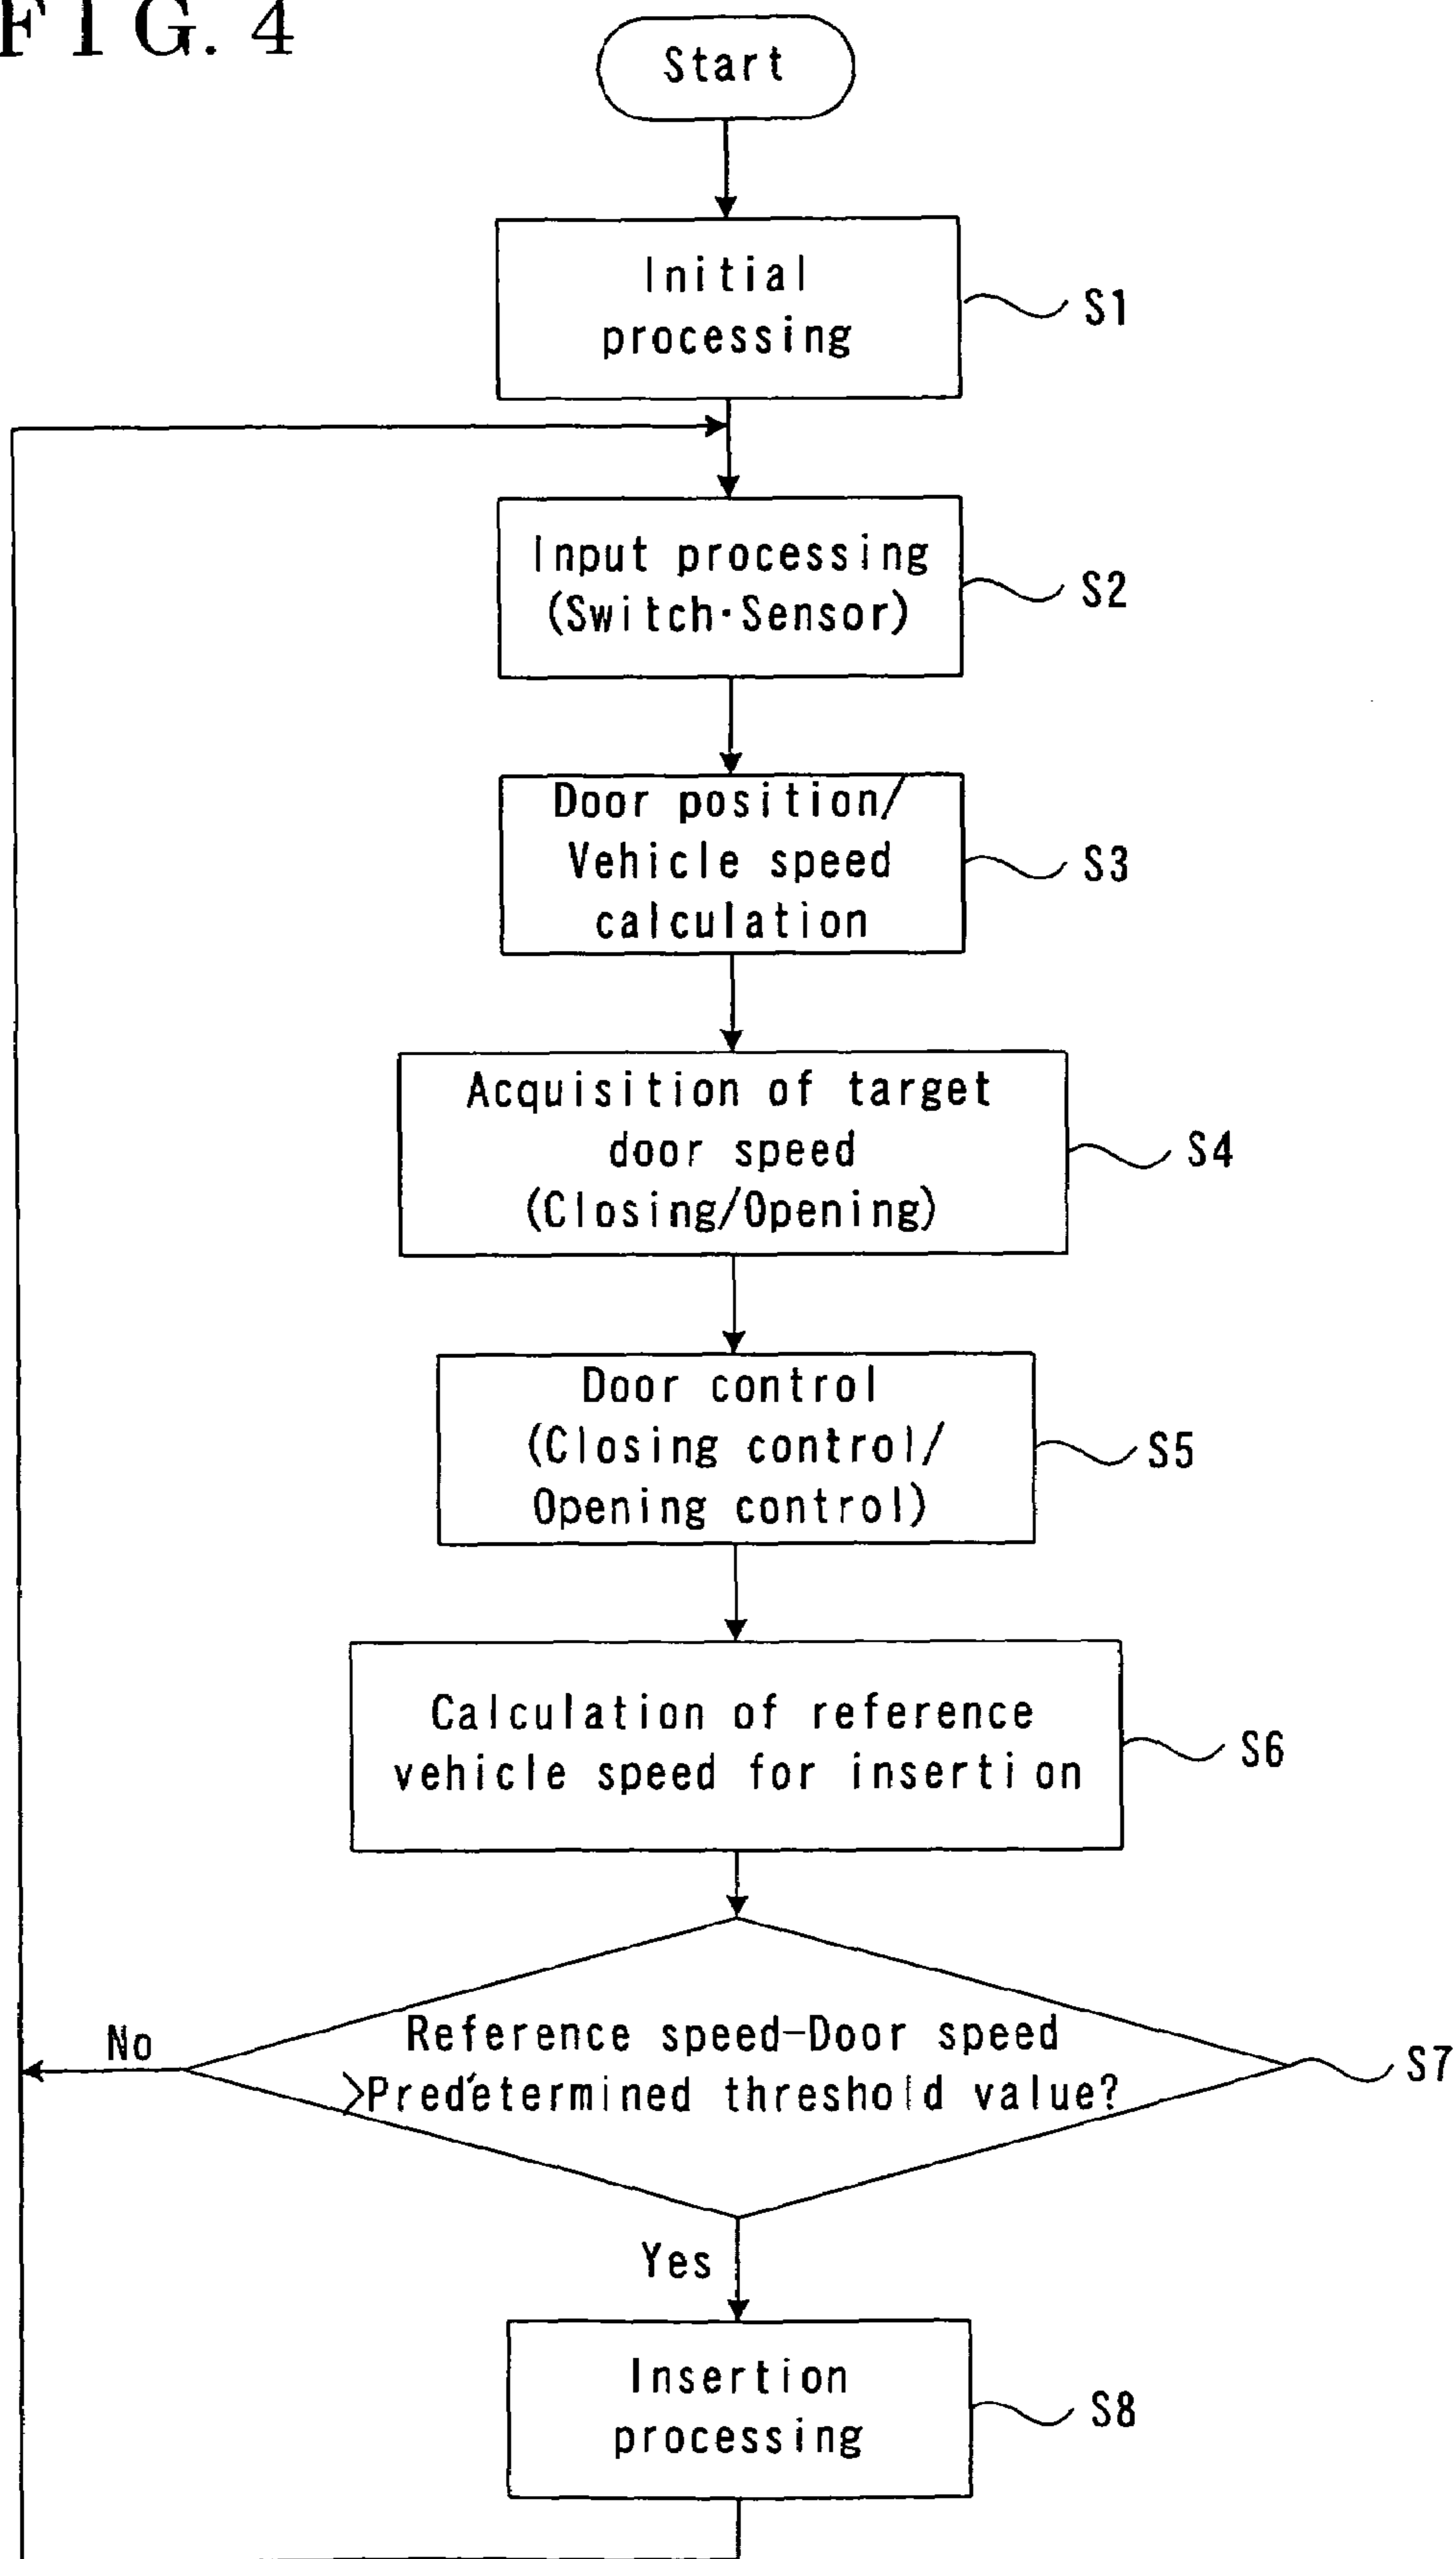 FIG. 4
Start
Initial
processing
S1
Input processing
(Switch·Sensor)
S2
Door position/
Vehicle speed
calculation
S3
Acquisition of target
door speed
(Closing/Opening)
S4
Door control
(Closing control/
Opening control)
S5
Calculation of reference
vehicle speed for insertion
S6
Reference speed-Door speed
>Predetermined threshold value?
S7
No
Yes
Insertion
processing
S8